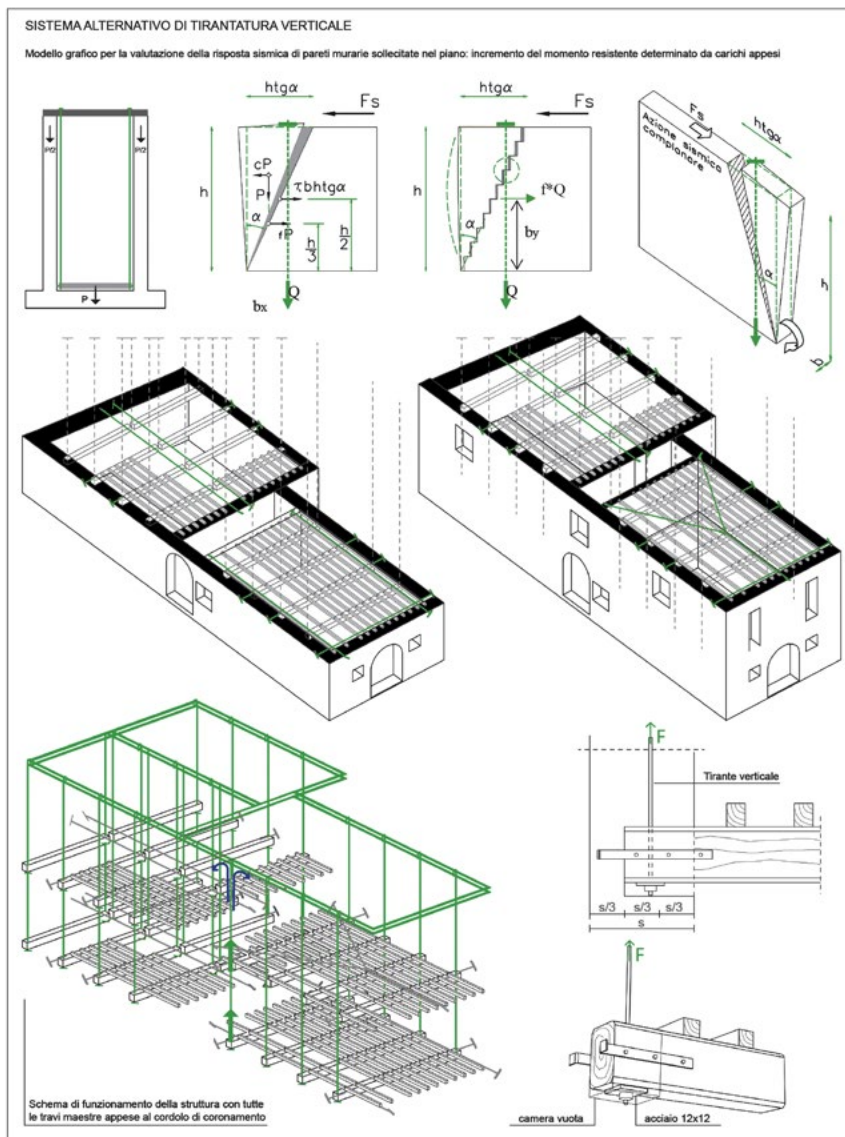 SISTEMA ALTERNATIVO DI TIRANTATURA VERTICALE
Modello grafico per la valutazione della risposta sismica di pareti murarie sollecitate nel piano: incremento del momento resistente determinato da carichi appesi
P/2
P/2
P
htgα
Fs
h
cP
P
τbhtgα
α
fP
h/3
h/2
Q
bx
htgα
Fs
h
f*Q
α
by
Q
Fs
Azione sismica
complanare
htgα
α
h
b
F
Tirante verticale
s/3
s/3
s/3
s
F
camera vuota
acciaio 12x12
Schema di funzionamento della struttura con tutte
le travi maestre appese al cordolo di coronamento